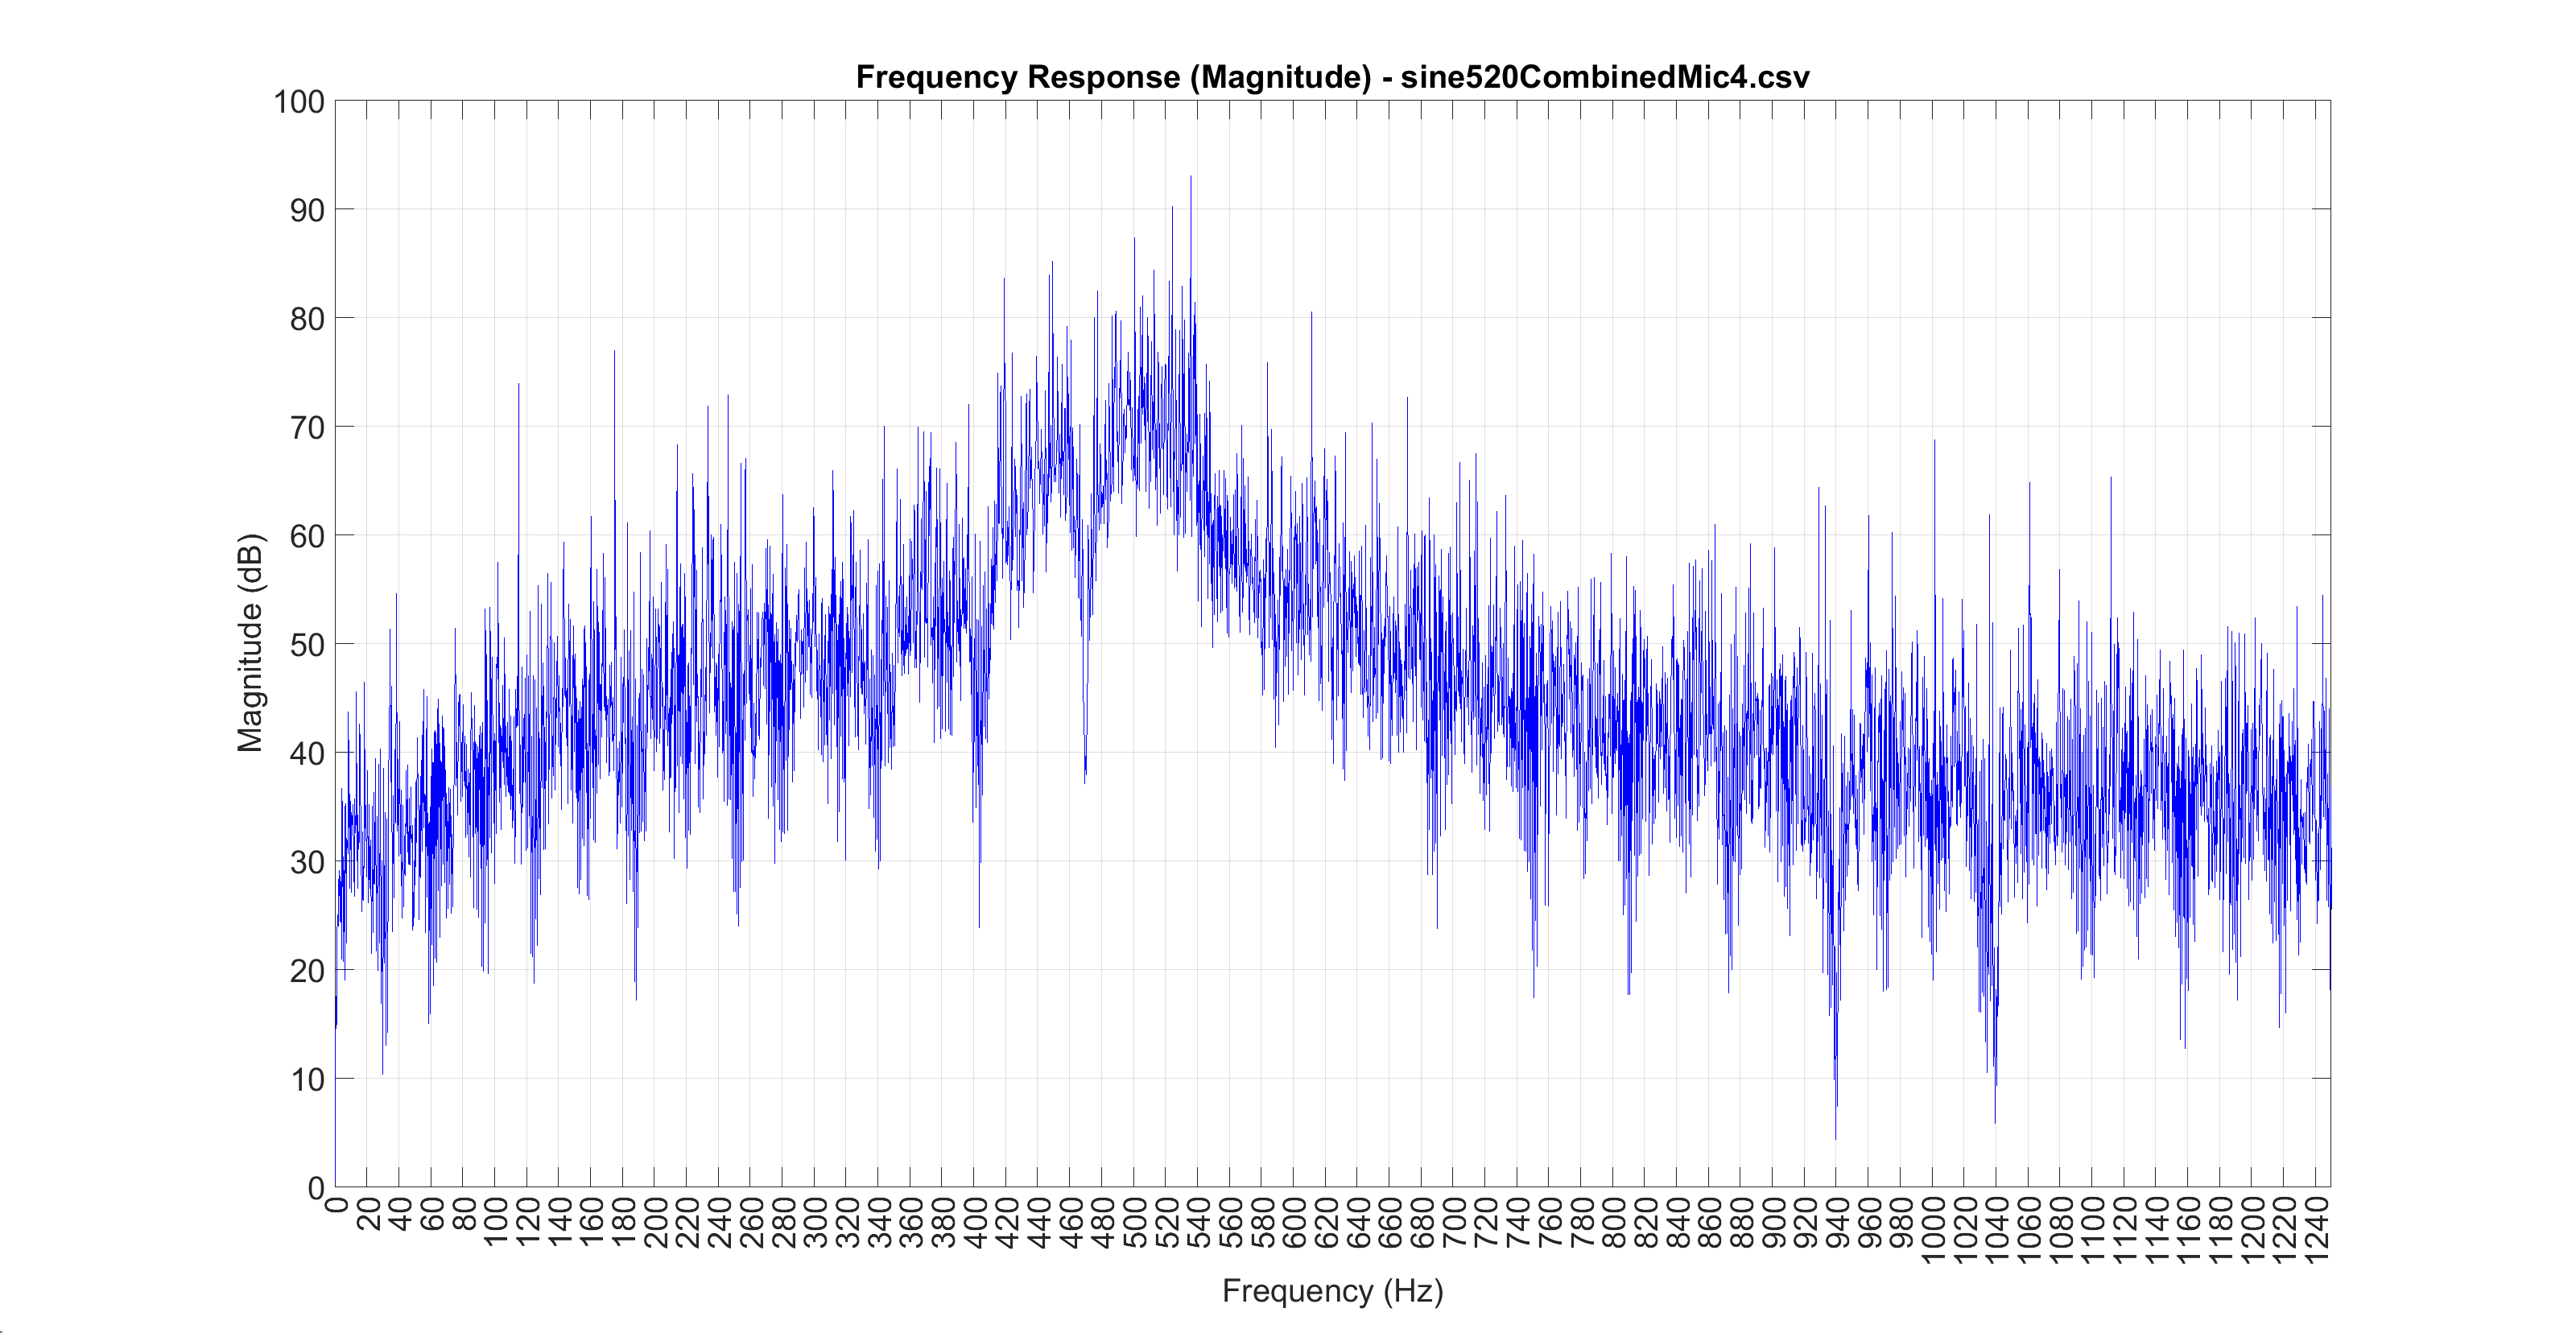 Frequency Response (Magnitude) - sine520CombinedMic4.csv
100
90
80
70
60
50
40
30
20
10
0
Magnitude (dB)
0 20 40 60 80 100 120 140 160 180 200 220 240 260 280 300 320 340 360 380 400 420 440 460 480 500 520 540 560 580 600 620 640 660 680 700 720 740 760 780 800 820 840 860 880 900 920 940 960 980 1000 1020 1040 1060 1080 1100 1120 1140 1160 1180 1200 1220 1240
Frequency (Hz)